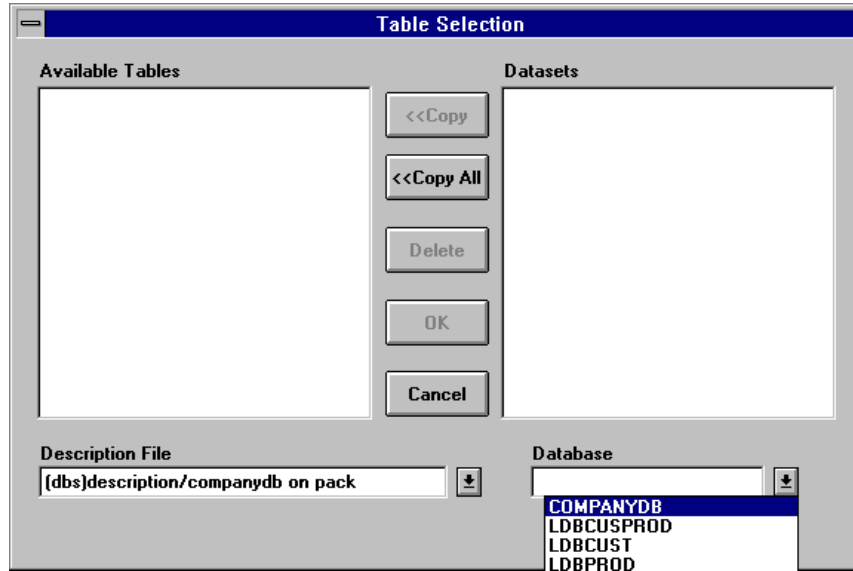 Table Selection
Available Tables
Datasets
<<Copy
<<Copy All
Delete
OK
Cancel
Description File
Database
(dbs)description/companydb on pack
COMPANYDB
LDBCUSPROD
LDBCUST
LDBPROD